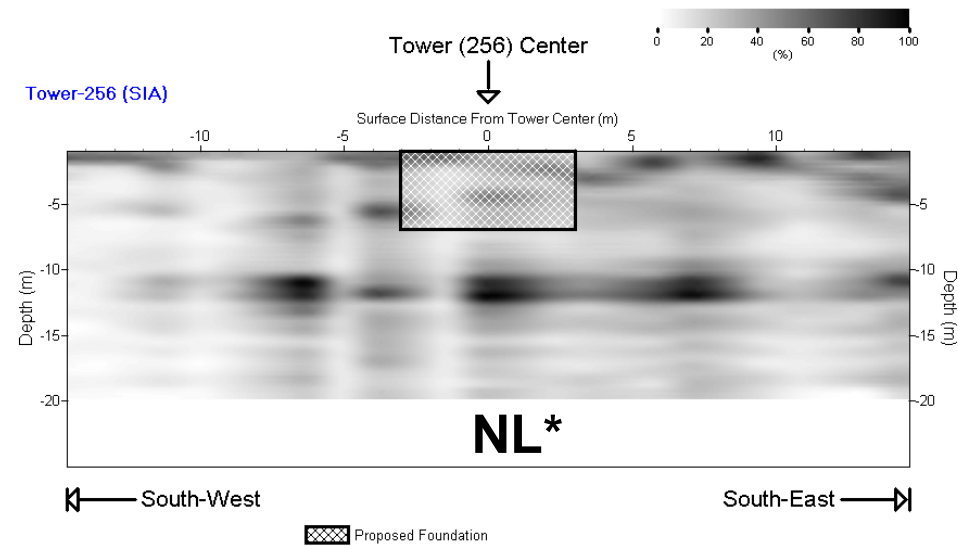 0 20 40 60 80 100
(%)
Tower (256) Center
Tower-256 (SIA)
Surface Distance From Tower Center (m)
-10 -5 0 5 10
-5 -5
-10 -10
Depth (m) Depth (m)
-15 -15
-20 -20
NL*
South-West South-East
Proposed Foundation